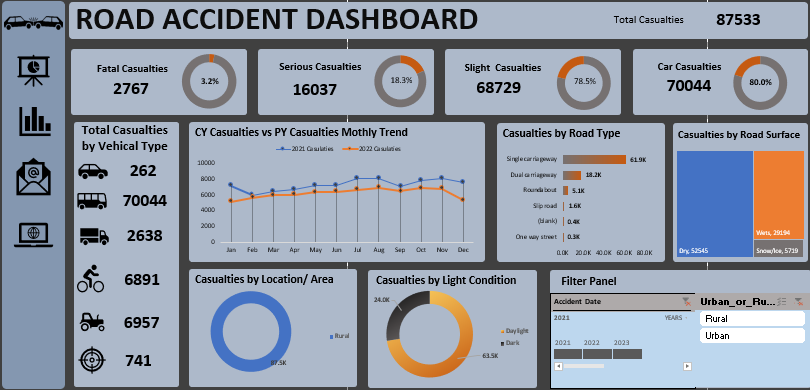 ROAD ACCIDENT DASHBOARD
Total Casualties 87533
Fatal Casualties
2767
3.2%
Serious Casualties
16037
18.3%
Slight Casualties
68729
78.5%
Car Casualties
70044
80.0%
Total Casualties
by Vehical Type
262
70044
2638
6891
6957
741
CY Casualties vs PY Casualties Mothly Trend
2021 Casulaties 2022 Casulaties
10000
8000
6000
4000
2000
0
Jan Feb Mar Apr May Jun Jul Aug Sep Oct Nov Dec
Casualties by Road Type
Single carriageway 61.9K
Dual carriageway 18.2K
Roundabout 5.1K
Slip road 1.6K
(blank) 0.4K
One way street 0.3K
0.0K 20.0K 40.0K 60.0K 80.0K
Casualties by Road Surface
Dry, 52545
Wets, 29194
Snow/Ice, 5719
Casualties by Location/ Area
Rural
87.5K
Casualties by Light Condition
24.0K
63.5K
Daylight
Dark
Filter Panel
Accident Date
2021 YEARS
2021 2022 2023
Urban_or_Ru...
Rural
Urban